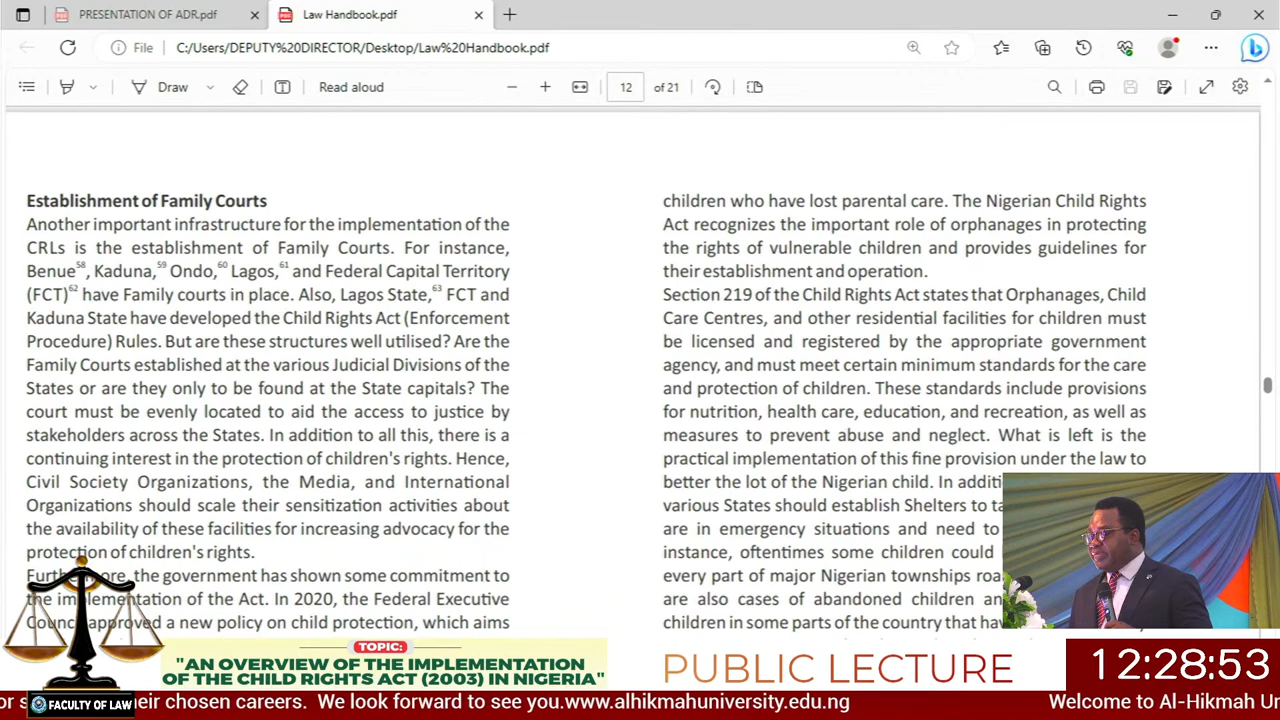 PRESENTATION OF ADR.pdf
Law Handbook.pdf
File
C:/Users/DEPUTY%20DIRECTOR/Desktop/Law%20Handbook.pdf
Draw
Read aloud
12
of 21
Establishment of Family Courts
Another important infrastructure for the implementation of the
CRLs is the establishment of Family Courts. For instance,
Benue58, Kaduna,59 Ondo,60 Lagos,61 and Federal Capital Territory
(FCT)62 have Family courts in place. Also, Lagos State,63 FCT and
Kaduna State have developed the Child Rights Act (Enforcement
Procedure) Rules. But are these structures well utilised? Are the
Family Courts established at the various Judicial Divisions of the
States or are they only to be found at the State capitals? The
court must be evenly located to aid the access to justice by
stakeholders across the States. In addition to all this, there is a
continuing interest in the protection of children's rights. Hence,
Civil Society Organizations, the Media, and International
Organizations should scale their sensitization activities about
the availability of these facilities for increasing advocacy for the
protection of children's rights.
the government has shown some commitment to
the implementation of the Act. In 2020, the Federal Executive
approved a new policy on child protection, which aims
children who have lost parental care. The Nigerian Child Rights
Act recognizes the important role of orphanages in protecting
the rights of vulnerable children and provides guidelines for
their establishment and operation.
Section 219 of the Child Rights Act states that Orphanages, Child
Care Centres, and other residential facilities for children must
be licensed and registered by the appropriate government
agency, and must meet certain minimum standards for the care
and protection of children. These standards include provisions
for nutrition, health care, education, and recreation, as well as
measures to prevent abuse and neglect. What is left is the
practical implementation of this fine provision under the law to
better the lot of the Nigerian child. In
various States should establish Shelters to
are in emergency situations and need to
instance, oftentimes some children could
every part of major Nigerian townships
are also cases of abandoned children
children in some parts of the country that
TOPIC:
"AN OVERVIEW OF THE IMPLEMENTATION
OF THE CHILD RIGHTS ACT (2003) IN NIGERIA"
PUBLIC LECTURE
12:28:53
FACULTY OF LAW
their chosen careers. We look forward to see you.www.alhikmahuniversity.edu.ng
Welcome to Al-Hikmah